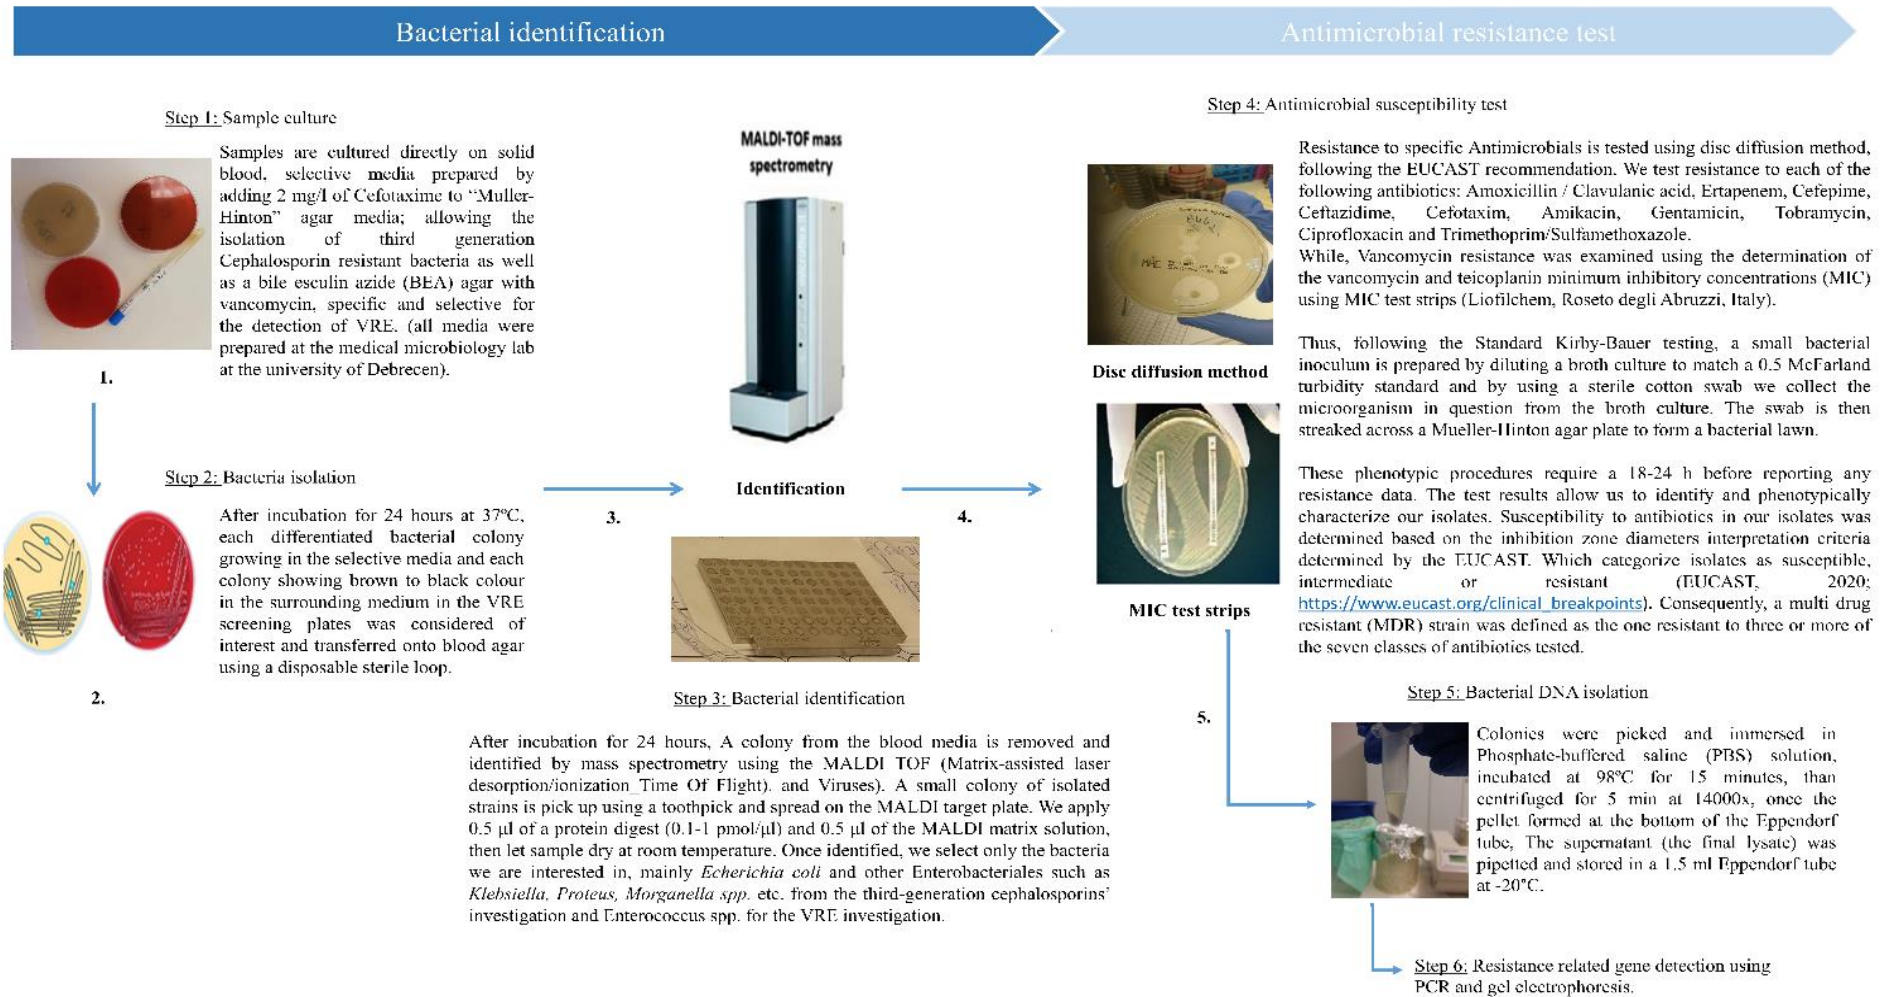 Bacterial identification
Antimicrobial resistance test
Step 1: Sample culture
Samples are cultured directly on solid
blood, selective media prepared by
adding 2 mg/l of Cefotaxime to “Muller-
Hinton” agar media; allowing the
isolation of third generation
Cephalosporin resistant bacteria as well
as a bile esculin azide (BEA) agar with
vancomycin, specific and selective for
the detection of VRE. (all media were
prepared at the medical microbiology lab
at the university of Debrecen).
1.
Step 2: Bacteria isolation
After incubation for 24 hours at 37ºC,
each differentiated bacterial colony
growing in the selective media and each
colony showing brown to black colour
in the surrounding medium in the VRE
screening plates was considered of
interest and transferred onto blood agar
using a disposable sterile loop.
2.
MALDI-TOF mass
spectrometry
Identification
3.
4.
Step 3: Bacterial identification
After incubation for 24 hours, A colony from the blood media is removed and
identified by mass spectrometry using the MALDI TOF (Matrix-assisted laser
desorption/ionization_Time Of Flight). and Viruses). A small colony of isolated
strains is pick up using a toothpick and spread on the MALDI target plate. We apply
0.5 µl of a protein digest (0.1-1 pmol/µl) and 0.5 µl of the MALDI matrix solution,
then let sample dry at room temperature. Once identified, we select only the bacteria
we are interested in, mainly Echerichia coli and other Enterobacteriales such as
Klebsiella, Proteus, Morganella spp. etc. from the third-generation cephalosporins’
investigation and Enterococcus spp. for the VRE investigation.
Step 4: Antimicrobial susceptibility test
Resistance to specific Antimicrobials is tested using disc diffusion method,
following the EUCAST recommendation. We test resistance to each of the
following antibiotics: Amoxicillin / Clavulanic acid, Ertapenem, Cefepime,
Ceftazidime, Cefotaxim, Amikacin, Gentamicin, Tobramycin,
Ciprofloxacin and Trimethoprim/Sulfamethoxazole.
While, Vancomycin resistance was examined using the determination of
the vancomycin and teicoplanin minimum inhibitory concentrations (MIC)
using MIC test strips (Liofilchem, Roseto degli Abruzzi, Italy).
Thus, following the Standard Kirby-Bauer testing, a small bacterial
inoculum is prepared by diluting a broth culture to match a 0.5 McFarland
turbidity standard and by using a sterile cotton swab we collect the
microorganism in question from the broth culture. The swab is then
streaked across a Mueller-Hinton agar plate to form a bacterial lawn.
These phenotypic procedures require a 18-24 h before reporting any
resistance data. The test results allow us to identify and phenotypically
characterize our isolates. Susceptibility to antibiotics in our isolates was
determined based on the inhibition zone diameters interpretation criteria
determined by the EUCAST. Which categorize isolates as susceptible,
intermediate or resistant (EUCAST, 2020;
https://www.eucast.org/clinical_breakpoints). Consequently, a multi drug
resistant (MDR) strain was defined as the one resistant to three or more of
the seven classes of antibiotics tested.
Disc diffusion method
MIC test strips
5.
Step 5: Bacterial DNA isolation
Colonies were picked and immersed in
Phosphate-buffered saline (PBS) solution,
incubated at 98ºC for 15 minutes, than
centrifuged for 5 min at 14000x, once the
pellet formed at the bottom of the Eppendorf
tube, The supernatant (the final lysate) was
pipetted and stored in a 1,5 ml Eppendorf tube
at -20°C.
Step 6: Resistance related gene detection using
PCR and gel electrophoresis.